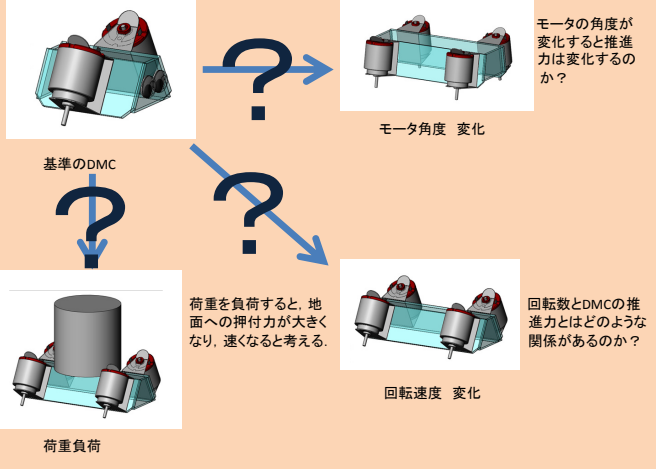 モータの角度が
変化すると推進
力は変化するの
か？
?
モータ角度 変化
基準のDMC
?
?
荷重を負荷すると, 地
面への押付力が大きく
なり, 速くなると考える.
回転数とDMCの推
進力とはどのような
関係があるのか？
回転速度 変化
荷重負荷